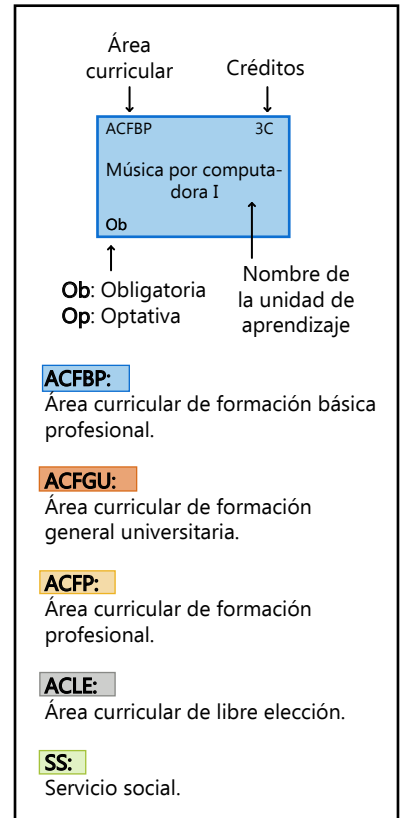 Área
curricular
Créditos
ACFBP 3C
Música por computa-
dora I
Ob
Ob: Obligatoria
Op: Optativa
Nombre de
la unidad de
aprendizaje
ACFBP:
Área curricular de formación básica
profesional.
ACFGU:
Área curricular de formación
general universitaria.
ACFP:
Área curricular de formación
profesional.
ACLE:
Área curricular de libre elección.
SS:
Servicio social.